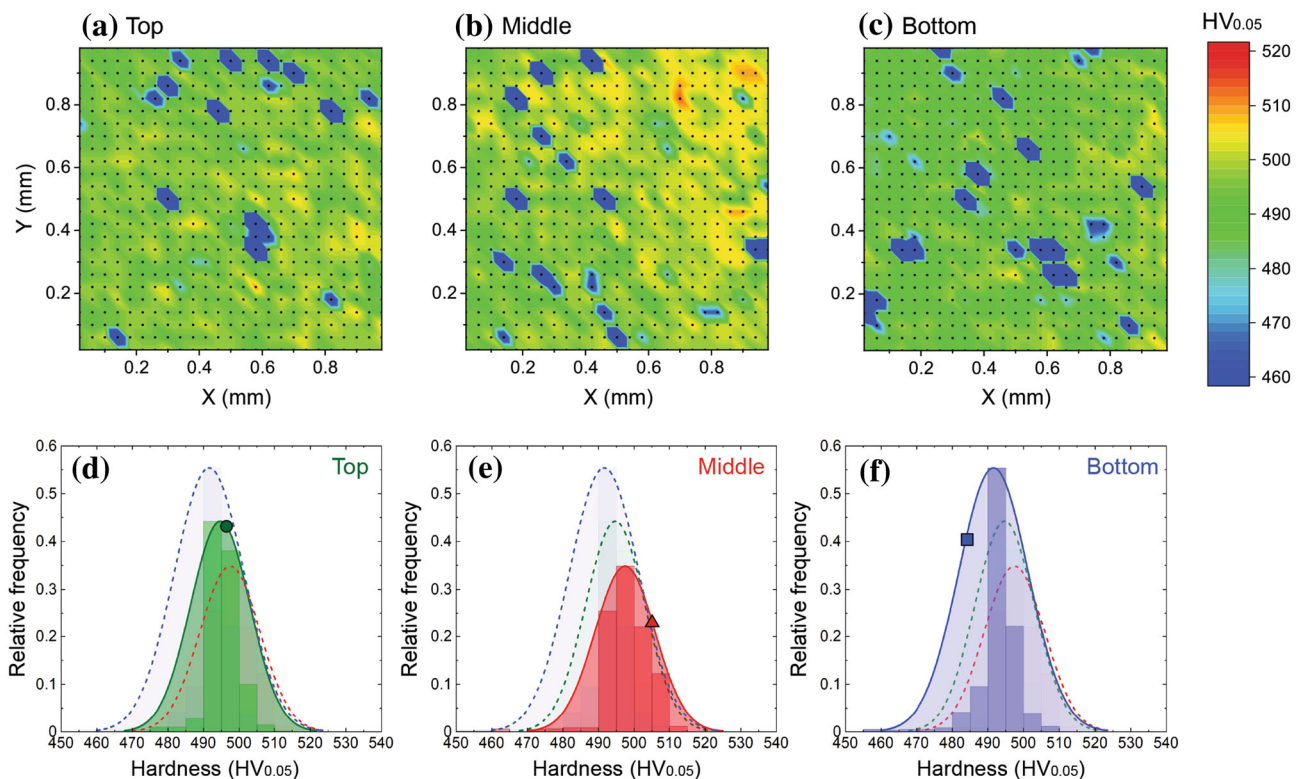 (a) Top
(b) Middle
(c) Bottom
HV0.05
Y (mm)
0.8
0.6
0.4
0.2
0.2 0.4 0.6 0.8
X (mm)
0.8
0.6
0.4
0.2
0.2 0.4 0.6 0.8
X (mm)
0.8
0.6
0.4
0.2
0.2 0.4 0.6 0.8
X (mm)
520
510
500
490
480
470
460
(d)
Top
Relative frequency
0.6
0.5
0.4
0.3
0.2
0.1
0
450 460 470 480 490 500 510 520 530 540
Hardness (HV0.05)
(e)
Middle
Relative frequency
0.6
0.5
0.4
0.3
0.2
0.1
0
450 460 470 480 490 500 510 520 530 540
Hardness (HV0.05)
(f)
Bottom
Relative frequency
0.6
0.5
0.4
0.3
0.2
0.1
0
450 460 470 480 490 500 510 520 530 540
Hardness (HV0.05)